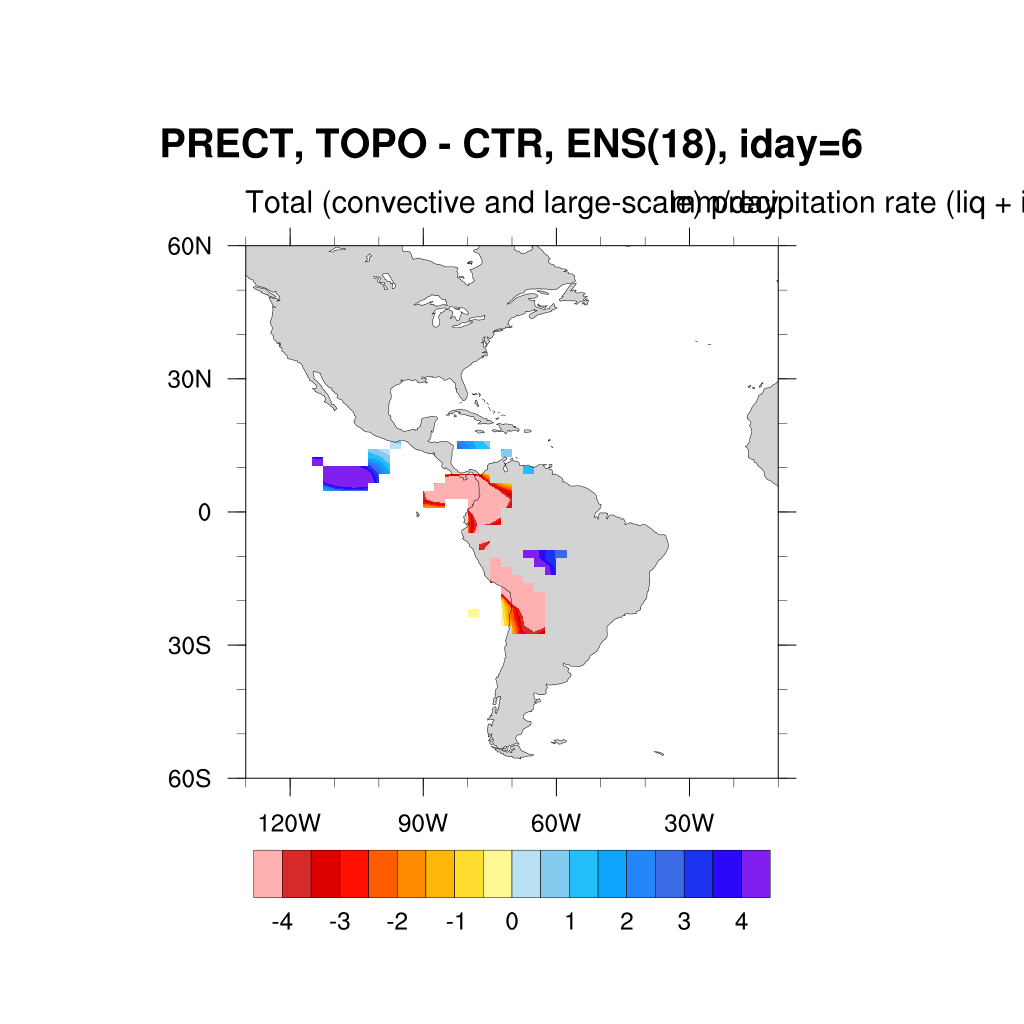 PRECT, TOPO - CTR, ENS(18), iday=6
Total (convective and large-scale) precipitation rate (liq + i
mm/day
60N
30N
0
30S
60S
120W 90W 60W 30W
-4 -3 -2 -1 0 1 2 3 4